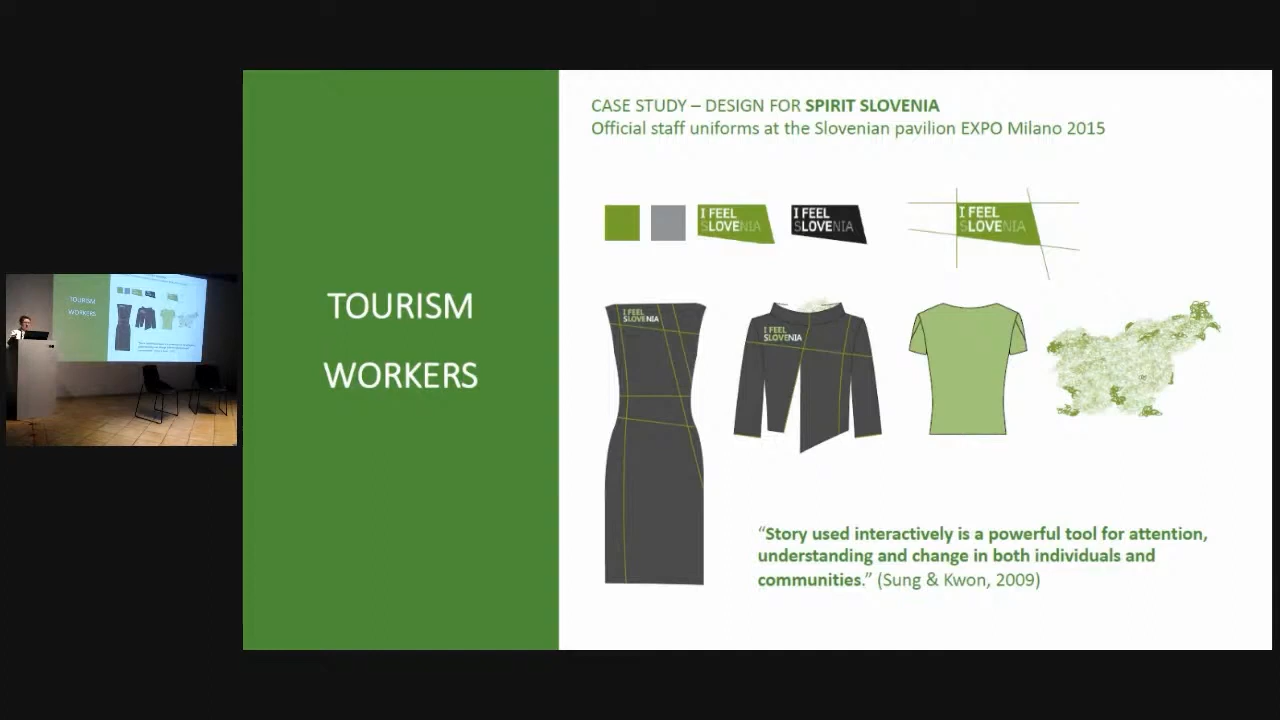 TOURISM
WORKERS
CASE STUDY – DESIGN FOR SPIRIT SLOVENIA
Official staff uniforms at the Slovenian pavilion EXPO Milano 2015
I FEEL
SLOVENIA
I FEEL
SLOVENIA
I FEEL
SLOVENIA
I FEEL
SLOVENIA
I FEEL
SLOVENIA
“Story used interactively is a powerful tool for attention,
understanding and change in both individuals and
communities.” (Sung & Kwon, 2009)
TOURISM
WORKERS